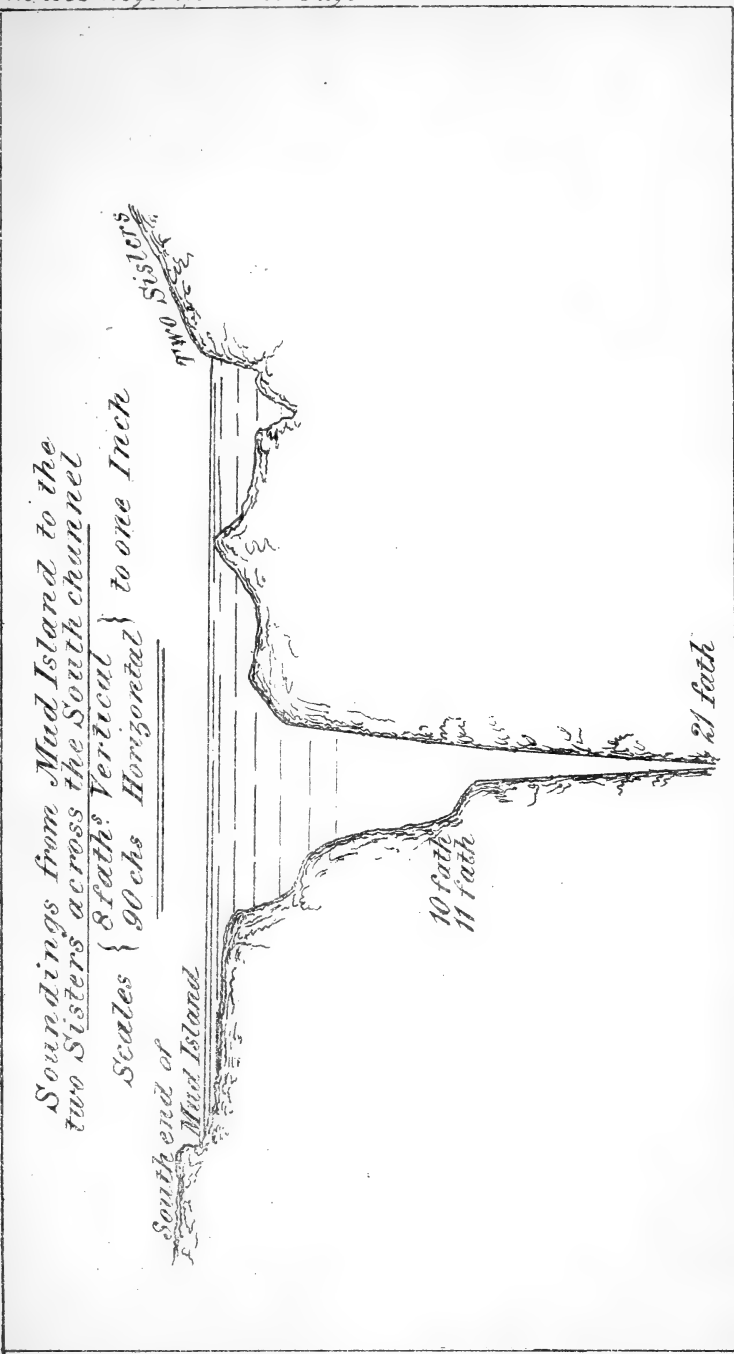 Soundings from Mud Island to the
two Sisters across the South channel
Scales { 8 faths Vertical
90 chs Horizontal } to one Inch
South end of
Mud Island
Two Sisters
10 fath
11 fath
21 fath